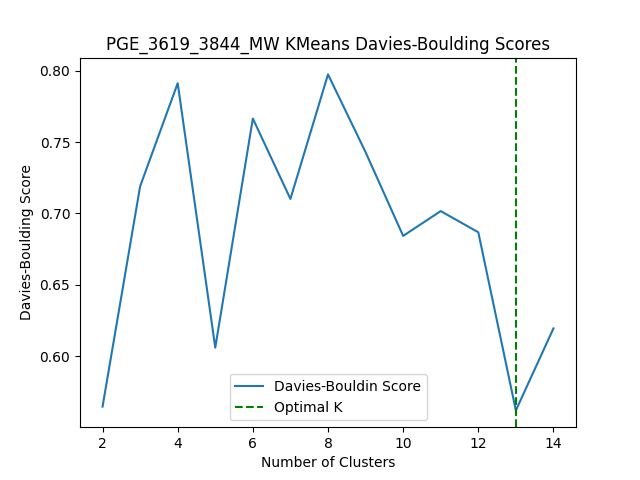 PGE_3619_3844_MW KMeans Davies-Boulding Scores
0.80
0.75
0.70
0.65
0.60
Davies-Boulding Score
Davies-Bouldin Score
Optimal K
2 4 6 8 10 12 14
Number of Clusters